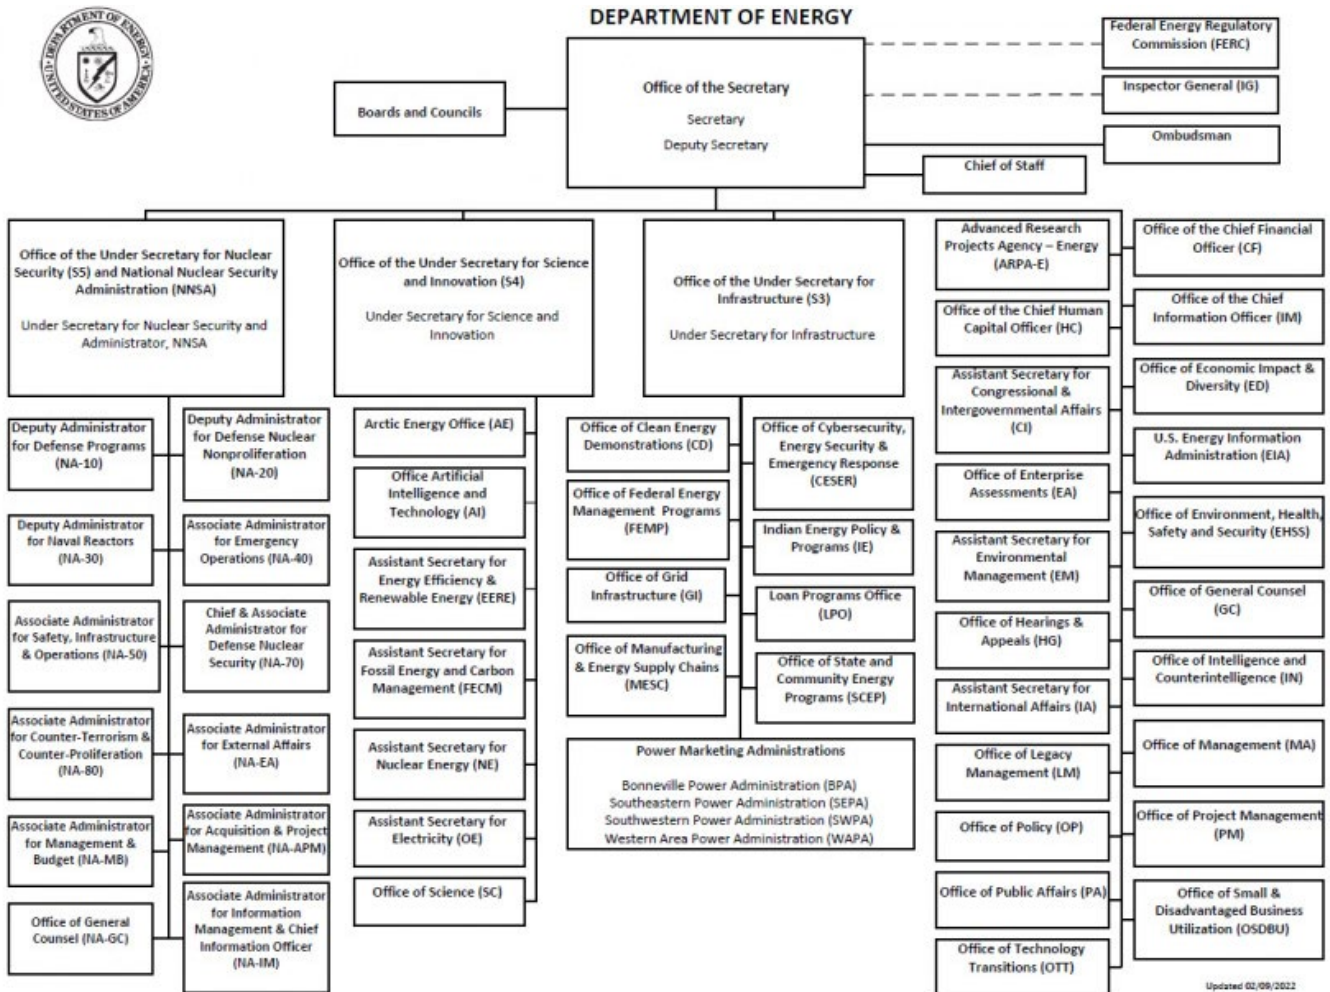 DEPARTMENT OF ENERGY
DEPARTMENT OF ENERGY
UNITED STATES OF AMERICA
Federal Energy Regulatory
Commission (FERC)
Inspector General (IG)
Ombudsman
Chief of Staff
Boards and Councils
Office of the Secretary
Secretary
Deputy Secretary
Office of the Under Secretary for Nuclear
Security (S5) and National Nuclear Security
Administration (NNSA)
Under Secretary for Nuclear Security and
Administrator, NNSA
Deputy Administrator
for Defense Programs
(NA-10)
Deputy Administrator
for Defense Nuclear
Nonproliferation
(NA-20)
Deputy Administrator
for Naval Reactors
(NA-30)
Associate Administrator
for Emergency
Operations (NA-40)
Associate Administrator
for Safety, Infrastructure
& Operations (NA-50)
Chief & Associate
Administrator for
Defense Nuclear
Security (NA-70)
Associate Administrator
for Counter-Terrorism &
Counter-Proliferation
(NA-80)
Associate Administrator
for External Affairs
(NA-EA)
Associate Administrator
for Management &
Budget (NA-MB)
Associate Administrator
for Acquisition & Project
Management (NA-APM)
Office of General
Counsel (NA-GC)
Associate Administrator
for Information
Management & Chief
Information Officer
(NA-IM)
Office of the Under Secretary for Science
and Innovation (S4)
Under Secretary for Science and
Innovation
Arctic Energy Office (AE)
Office Artificial
Intelligence and
Technology (AI)
Assistant Secretary for
Energy Efficiency &
Renewable Energy (EERE)
Assistant Secretary for
Fossil Energy and Carbon
Management (FECM)
Assistant Secretary for
Nuclear Energy (NE)
Assistant Secretary for
Electricity (OE)
Office of Science (SC)
Office of the Under Secretary for
Infrastructure (S3)
Under Secretary for Infrastructure
Office of Clean Energy
Demonstrations (CD)
Office of Cybersecurity,
Energy Security &
Emergency Response
(CESER)
Office of Federal Energy
Management Programs
(FEMP)
Indian Energy Policy &
Programs (IE)
Office of Grid
Infrastructure (GI)
Loan Programs Office
(LPO)
Office of Manufacturing
& Energy Supply Chains
(MESC)
Office of State and
Community Energy
Programs (SCEP)
Power Marketing Administrations
Bonneville Power Administration (BPA)
Southeastern Power Administration (SEPA)
Southwestern Power Administration (SWPA)
Western Area Power Administration (WAPA)
Advanced Research
Projects Agency – Energy
(ARPA-E)
Office of the Chief Financial
Officer (CF)
Office of the Chief Human
Capital Officer (HC)
Office of the Chief
Information Officer (IM)
Assistant Secretary for
Congressional &
Intergovernmental Affairs
(CI)
Office of Economic Impact &
Diversity (ED)
U.S. Energy Information
Administration (EIA)
Office of Enterprise
Assessments (EA)
Office of Environment, Health,
Safety and Security (EHSS)
Assistant Secretary for
Environmental
Management (EM)
Office of General Counsel
(GC)
Office of Hearings &
Appeals (HG)
Office of Intelligence and
Counterintelligence (IN)
Assistant Secretary for
International Affairs (IA)
Office of Management (MA)
Office of Legacy
Management (LM)
Office of Project Management
(PM)
Office of Policy (OP)
Office of Public Affairs (PA)
Office of Small &
Disadvantaged Business
Utilization (OSDBU)
Office of Technology
Transitions (OTT)
Updated 02/09/2022